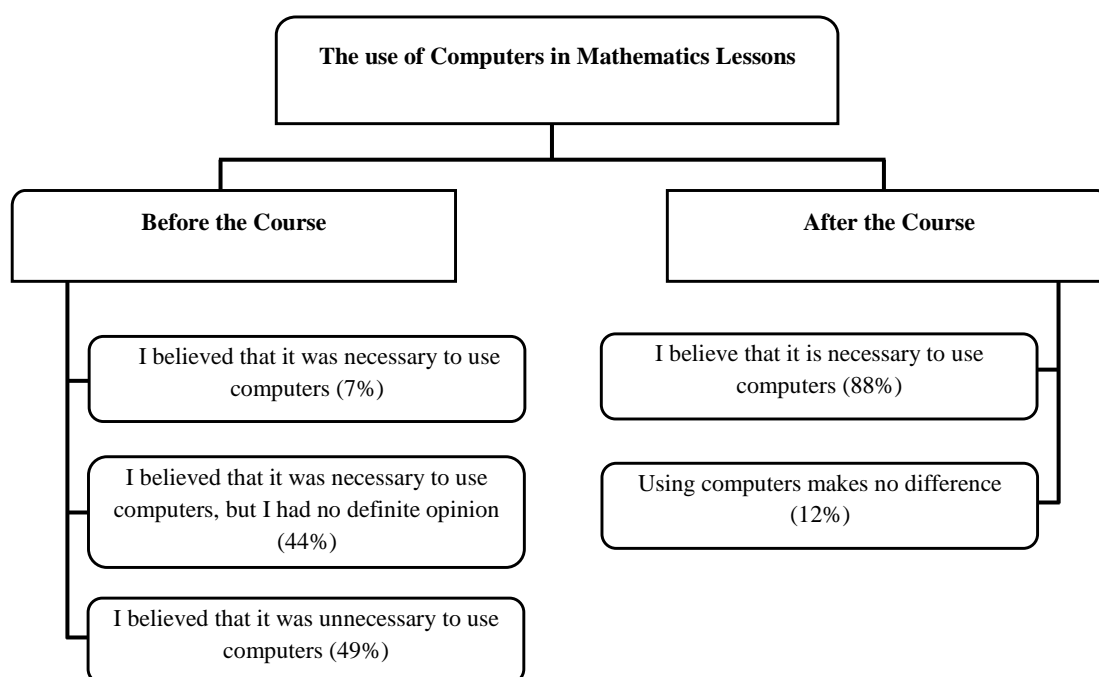 The use of Computers in Mathematics Lessons
Before the Course
I believed that it was necessary to use
computers (7%)
I believed that it was necessary to use
computers, but I had no definite opinion
(44%)
I believed that it was unnecessary to use
computers (49%)
After the Course
I believe that it is necessary to use
computers (88%)
Using computers makes no difference
(12%)